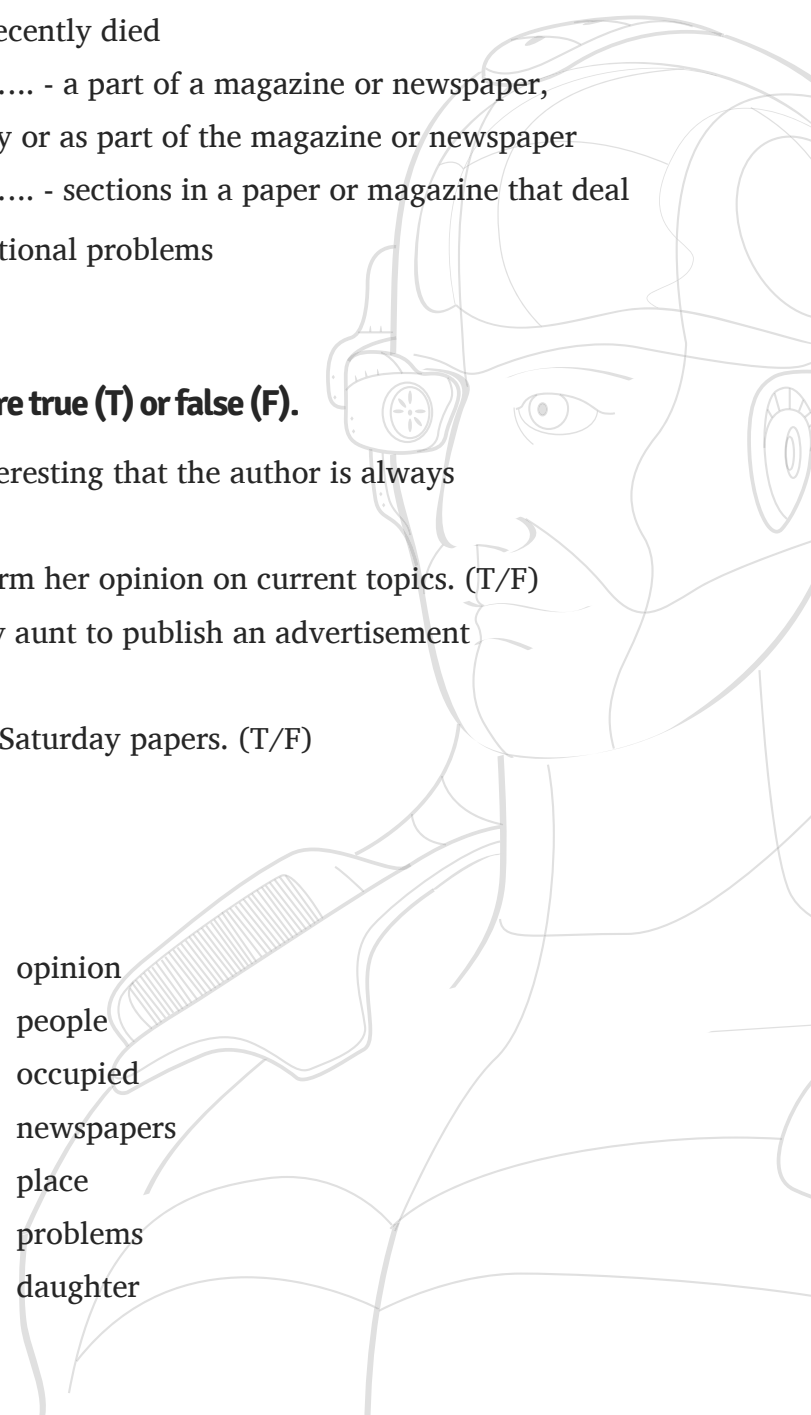 ecently died
…. - a part of a magazine or newspaper,
y or as part of the magazine or newspaper
…. - sections in a paper or magazine that deal
tional problems
re true (T) or false (F).
eresting that the author is always
rm her opinion on current topics. (T/F)
y aunt to publish an advertisement
Saturday papers. (T/F)
opinion
people
occupied
newspapers
place
problems
daughter